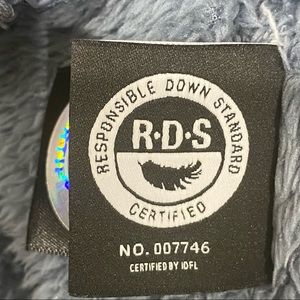 RESPONSIBLE DOWN STANDARD
R·D·S
CERTIFIED
NO. 007746
CERTIFIED BY IDFL